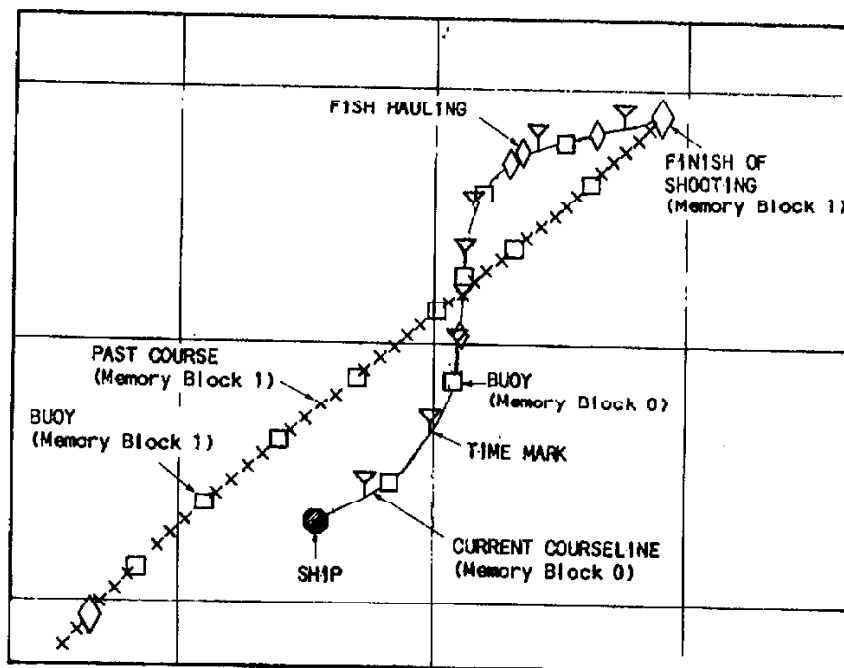 FISH HAULING
FINISH OF
SHOOTING
(Memory Block 1)
PAST COURSE
(Memory Block 1)
BUOY
(Memory Block 1)
BUOY
(Memory Block 0)
TIME MARK
CURRENT COURSELINE
(Memory Block 0)
SHIP